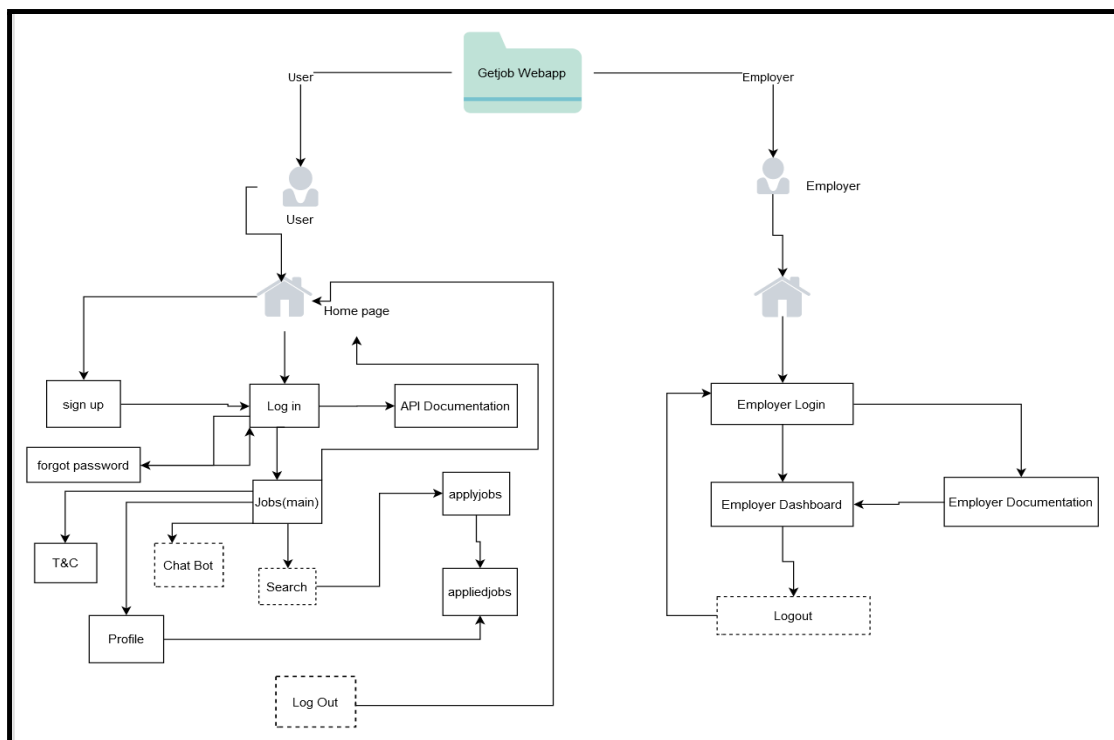 Getjob Webapp
User
Employer
User
Employer
Home page
sign up
Log in
API Documentation
Employer Login
forgot password
Jobs(main)
applyjobs
Employer Dashboard
Employer Documentation
T&C
Chat Bot
Search
appliedjobs
Logout
Profile
Log Out